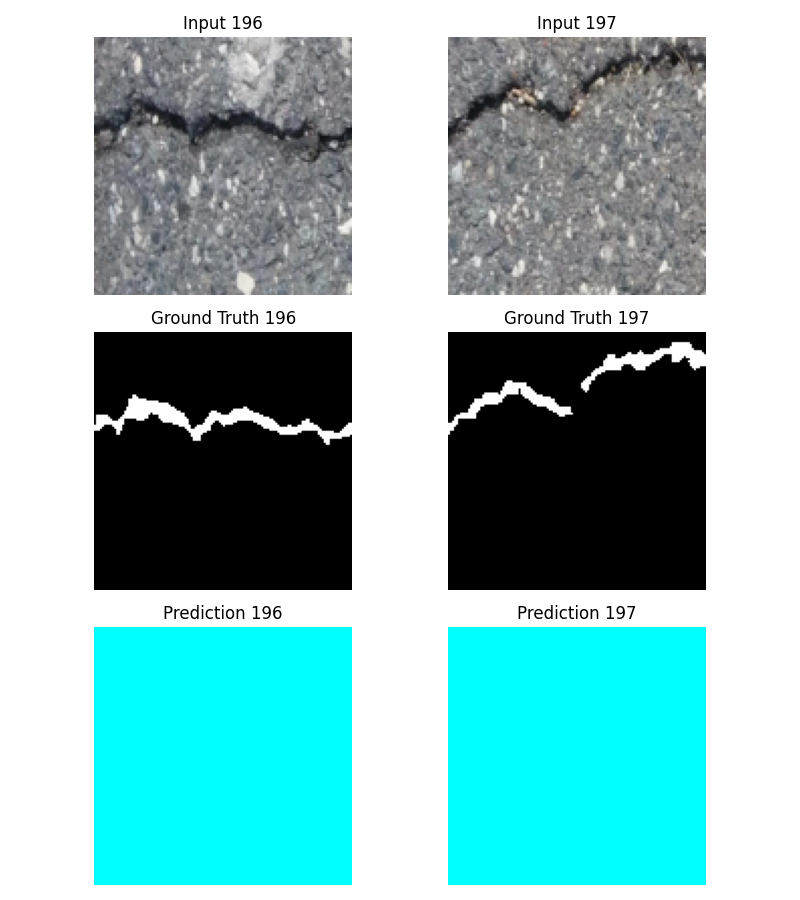 Input 196
Input 197
Ground Truth 196
Ground Truth 197
Prediction 196
Prediction 197